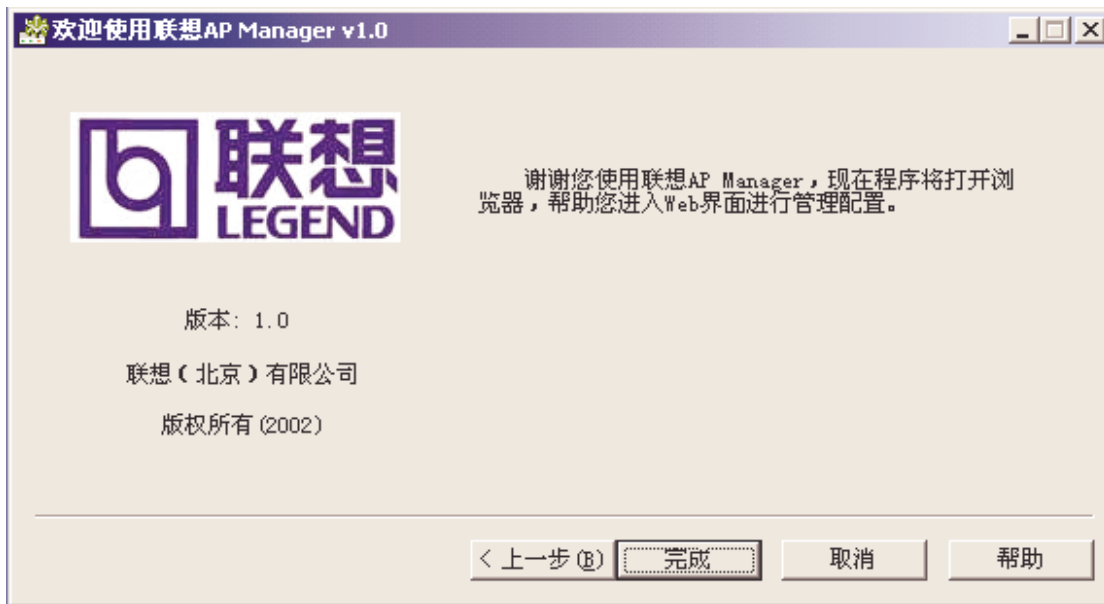 欢迎使用联想AP Manager v1.0
联想
LEGEND
谢谢您使用联想AP Manager，现在程序将打开浏
览器，帮助您进入Web界面进行管理配置。
版本: 1.0
联想（北京）有限公司
版权所有(2002)
< 上一步(B)
完成
取消
帮助